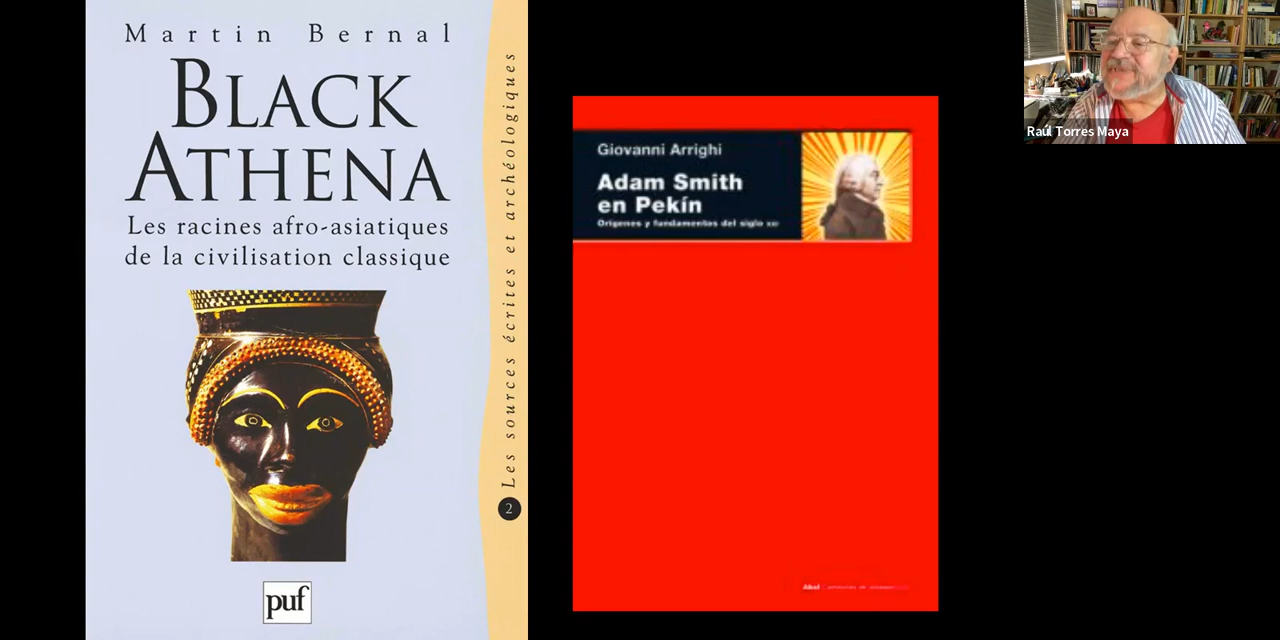 Martin Bernal
BLACK
ATHENA
Les racines afro-asiatiques
de la civilisation classique
puf
Les sources écrites et archéologiques
2
Giovanni Arrighi
Adam Smith
en Pekín
Orígenes y fundamentos del siglo XXI
Akal
Raúl Torres Maya